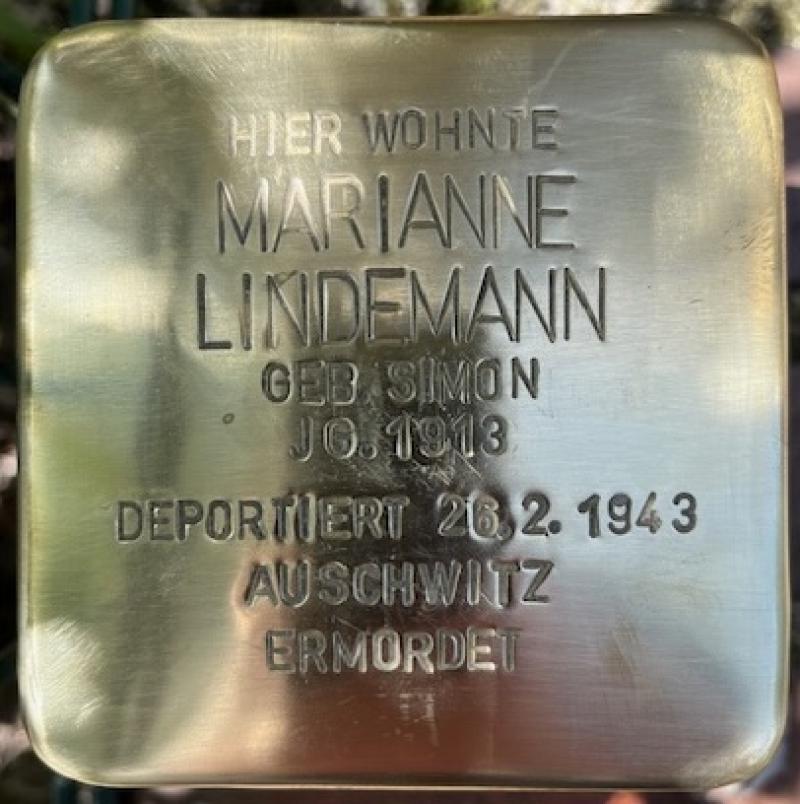 HIER WOHNTE
MARIANNE
LINDEMANN
GEB. SIMON
JG. 1913
DEPORTIERT 26.2.1943
AUSCHWITZ
ERMORDET